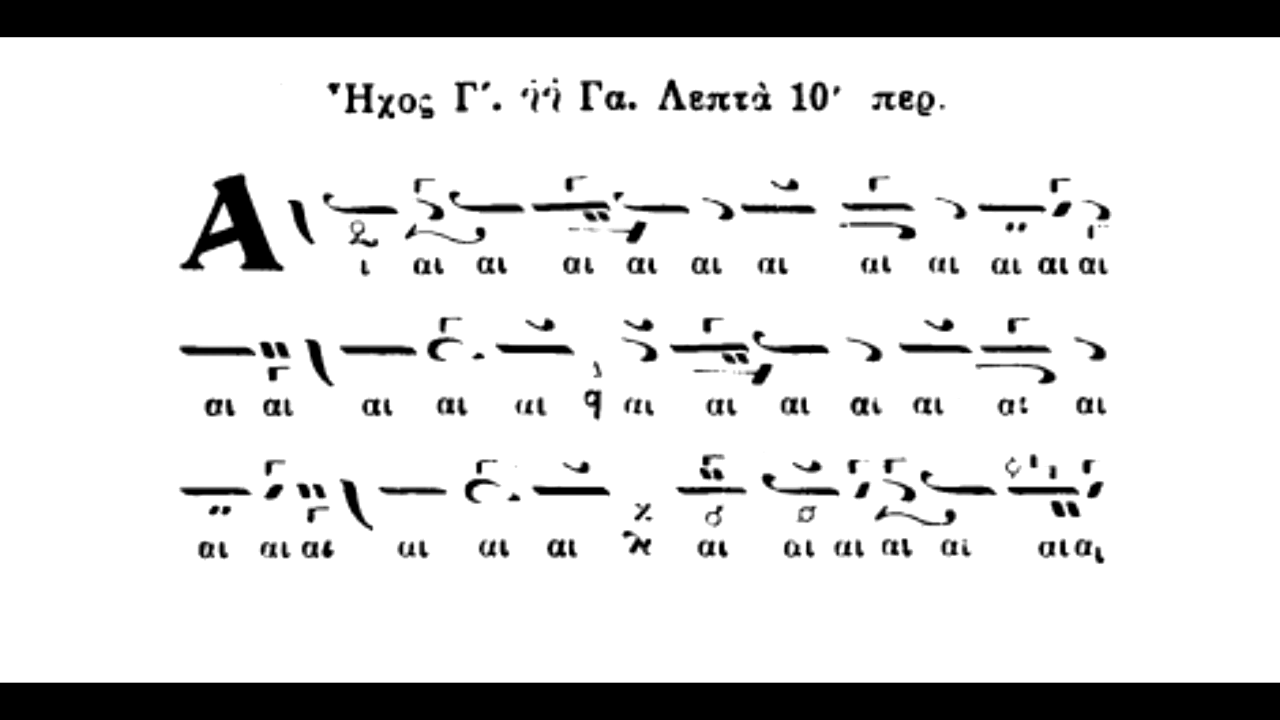 Ἦχος Γ΄. Γα. Λεπτὰ 10΄ περ.
Α ι αι αι αι αι αι αι αι αι αι αι αι
αι αι αι αι αι q αι αι αι αι αι αι αι
αι αι αι αι αι αι αι αι αι αι αι αι αι